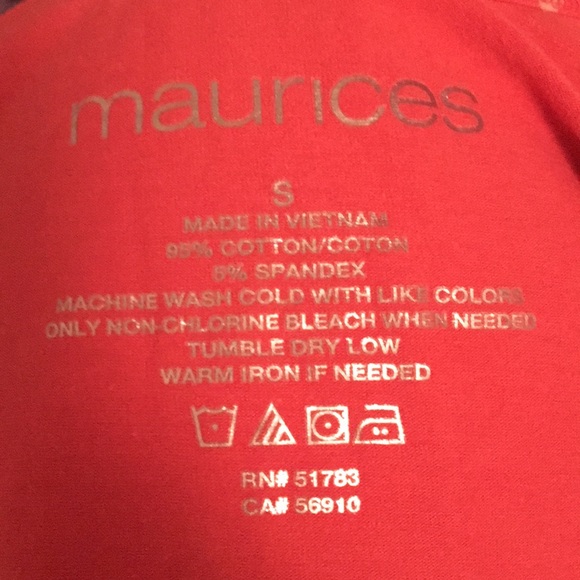 maurices
S
MADE IN VIETNAM
95% COTTON/COTON
5% SPANDEX
MACHINE WASH COLD WITH LIKE COLORS
ONLY NON-CHLORINE BLEACH WHEN NEEDED
TUMBLE DRY LOW
WARM IRON IF NEEDED
RN# 51783
CA# 56910